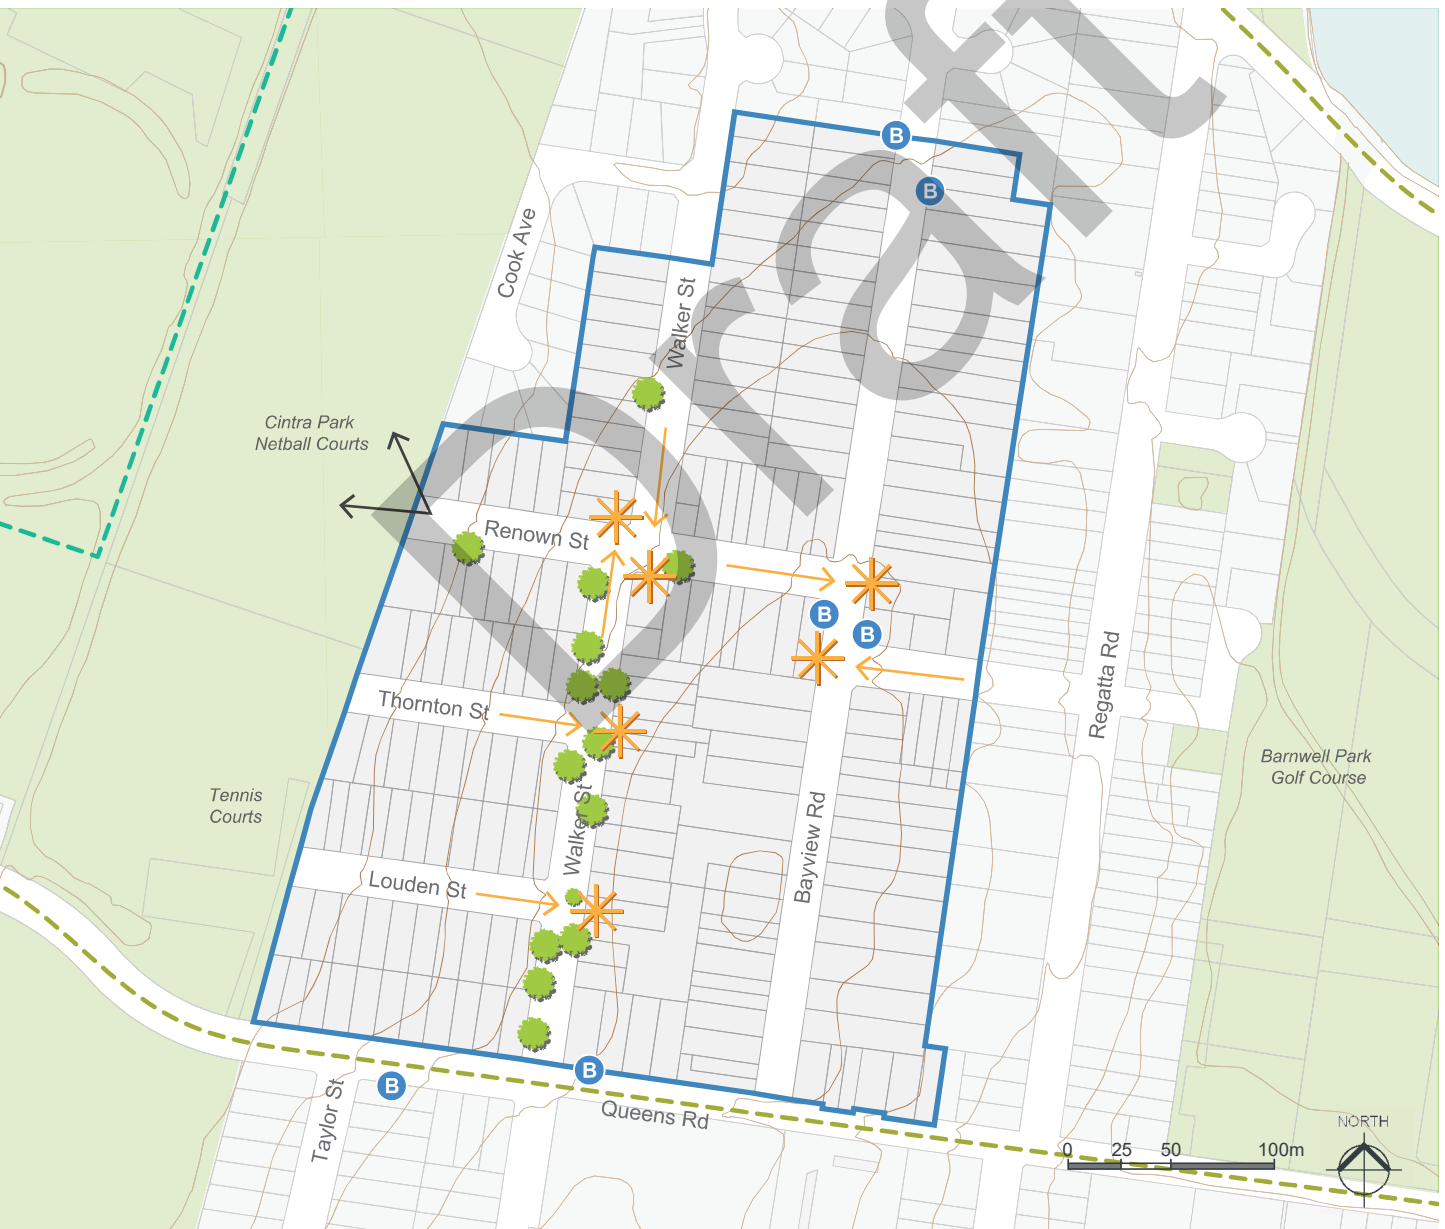 Draft
B
B
Cook Ave
Walker St
Cintra Park
Netball Courts
Renown St
B
B
Regatta Rd
Thornton St
Barnwell Park
Golf Course
Tennis
Courts
Walker St
Bayview Rd
Louden St
B
B
Taylor St
Queens Rd
NORTH
0 25 50 100m